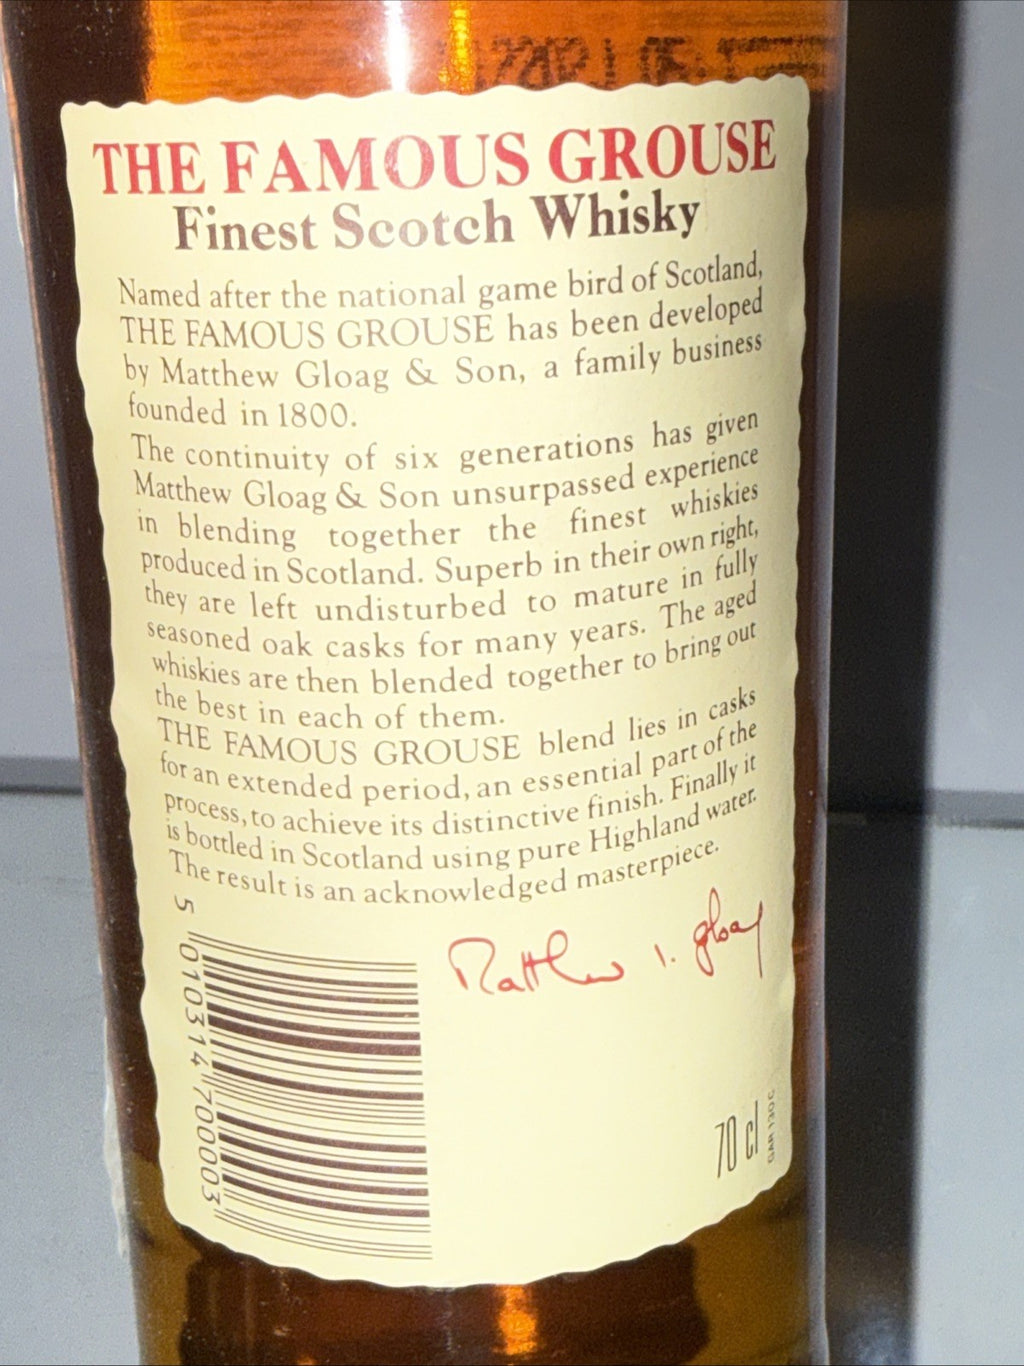 THE FAMOUS GROUSE
Finest Scotch Whisky
Named after the national game bird of Scotland,
THE FAMOUS GROUSE has been developed
by Matthew Gloag & Son, a family business
founded in 1800.
The continuity of six generations has given
Matthew Gloag & Son unsurpassed experience
in blending together the finest whiskies
produced in Scotland. Superb in their own right,
they are left undisturbed to mature in fully
seasoned oak casks for many years. The aged
whiskies are then blended together to bring out
the best in each of them.
THE FAMOUS GROUSE blend lies in casks
for an extended period, an essential part of the
process, to achieve its distinctive finish. Finally it
is bottled in Scotland using pure Highland water.
The result is an acknowledged masterpiece.
Matthew I. Gloag
5 010314 700003
70 cl
GAR 130 C